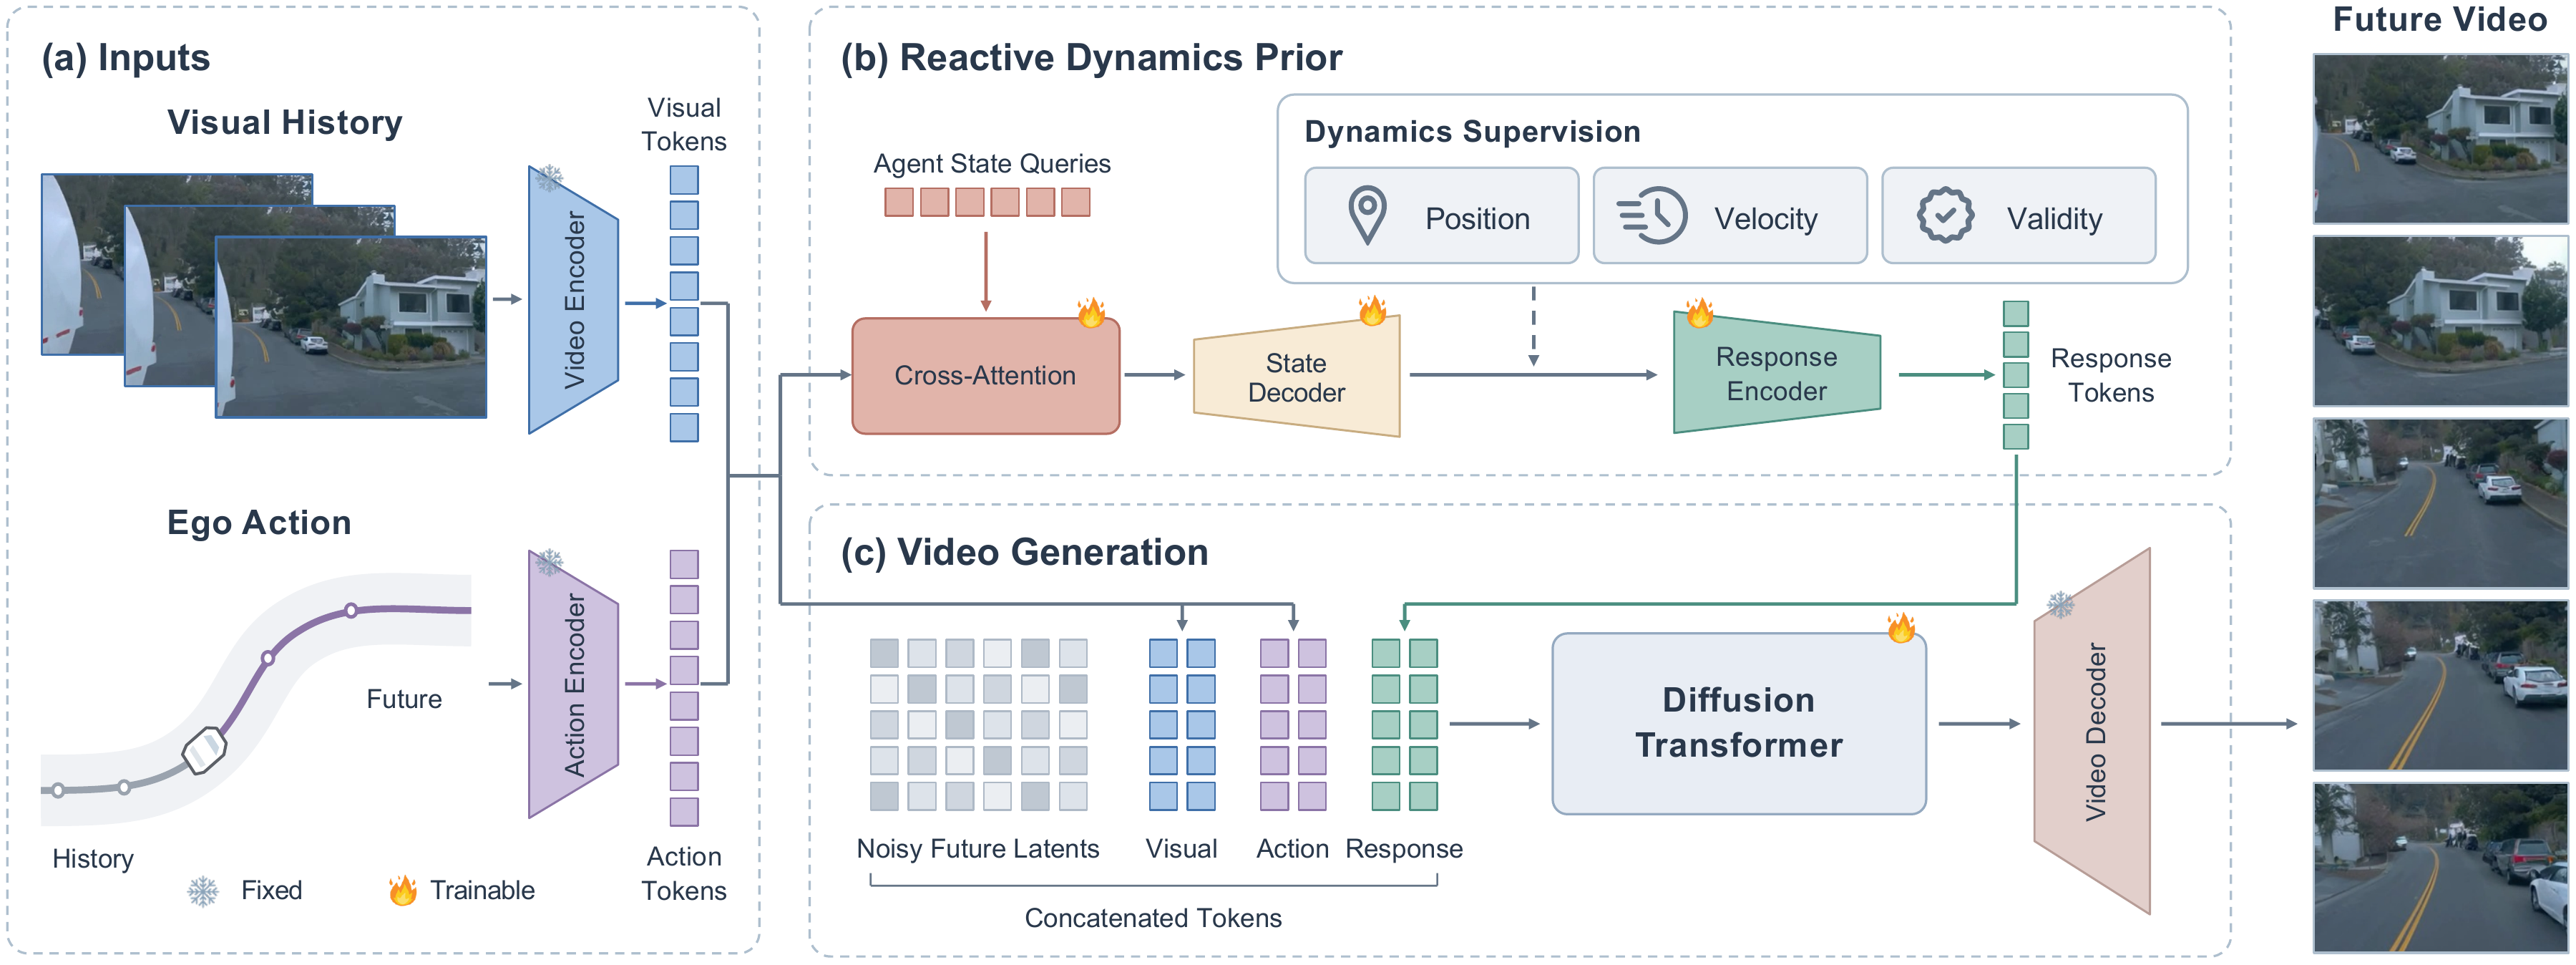 (a) Inputs
Visual History
Visual
Tokens
Video Encoder
Ego Action
Future
History
Action Encoder
Action
Tokens
Fixed
Trainable
(b) Reactive Dynamics Prior
Agent State Queries
Dynamics Supervision
Position
Velocity
Validity
Cross-Attention
State
Decoder
Response
Encoder
Response
Tokens
(c) Video Generation
Noisy Future Latents
Visual
Action
Response
Concatenated Tokens
Diffusion
Transformer
Video Decoder
Future Video